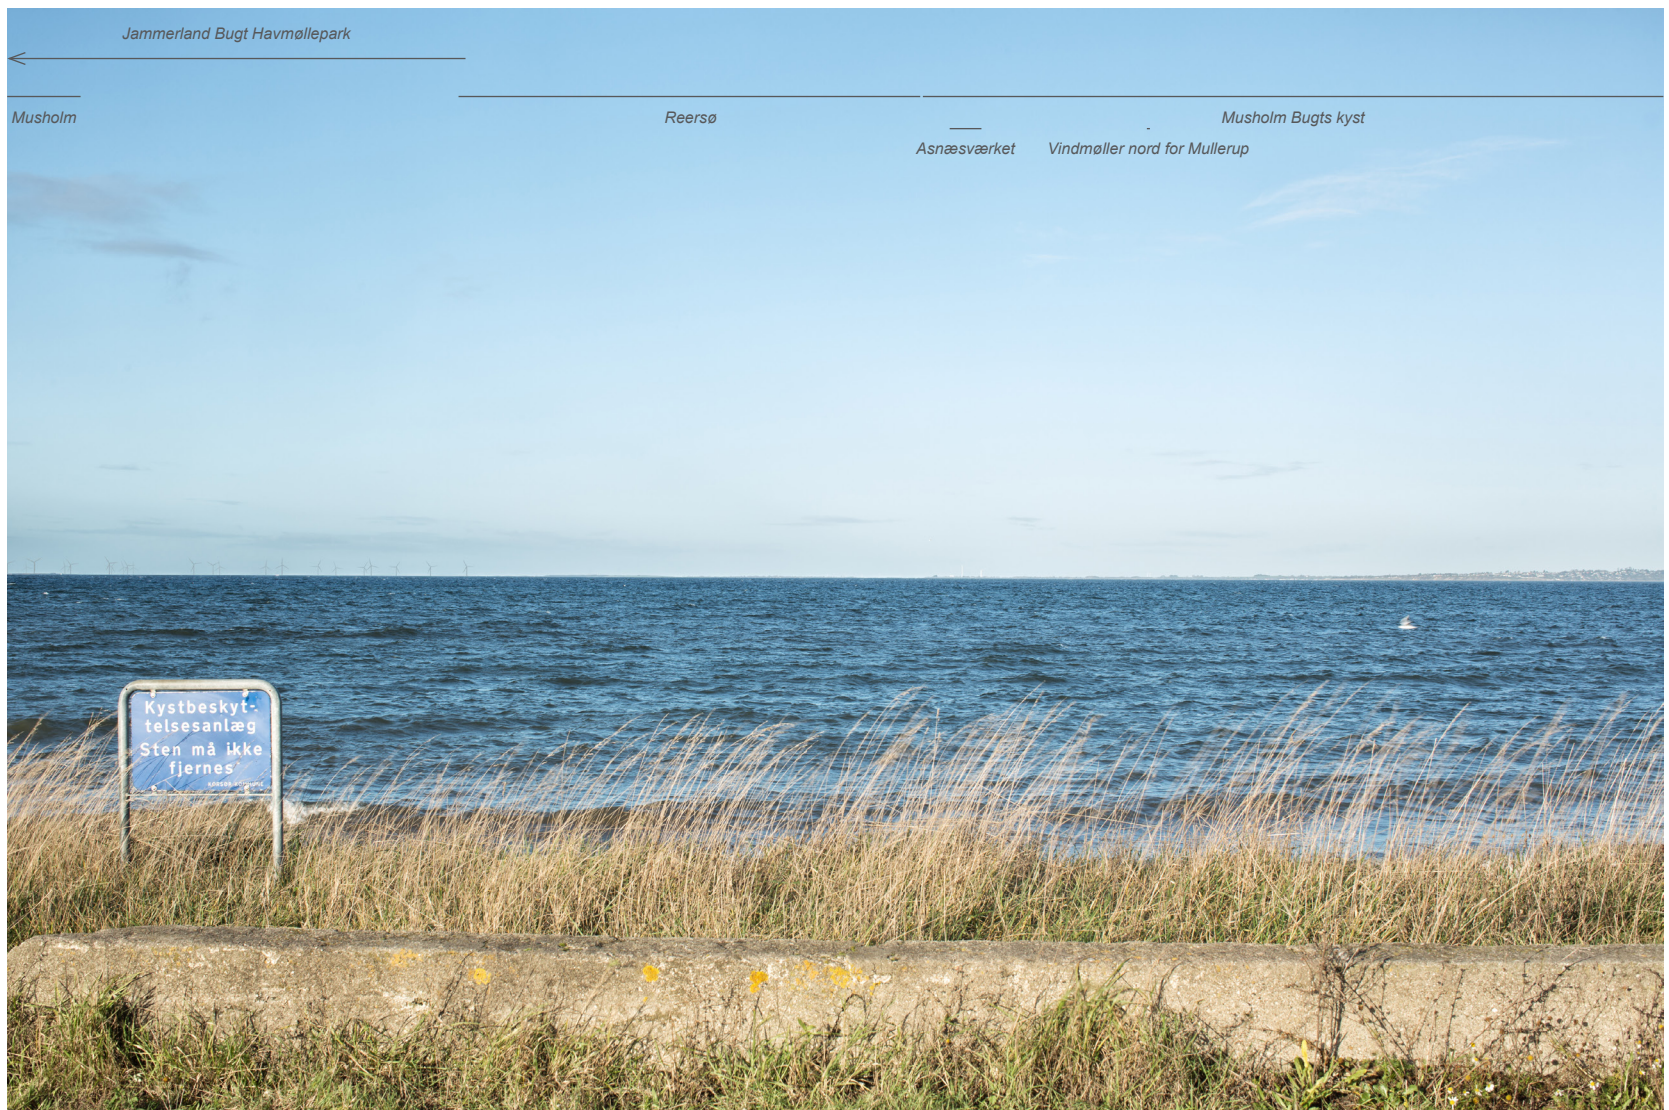 Jammerland Bugt Havmøllepark
Musholm
Reersø
Musholm Bugts kyst
Asnæsværket
Vindmøller nord for Mullerup
Kystbeskyt-
telsesanlæg
Sten må ikke
fjernes